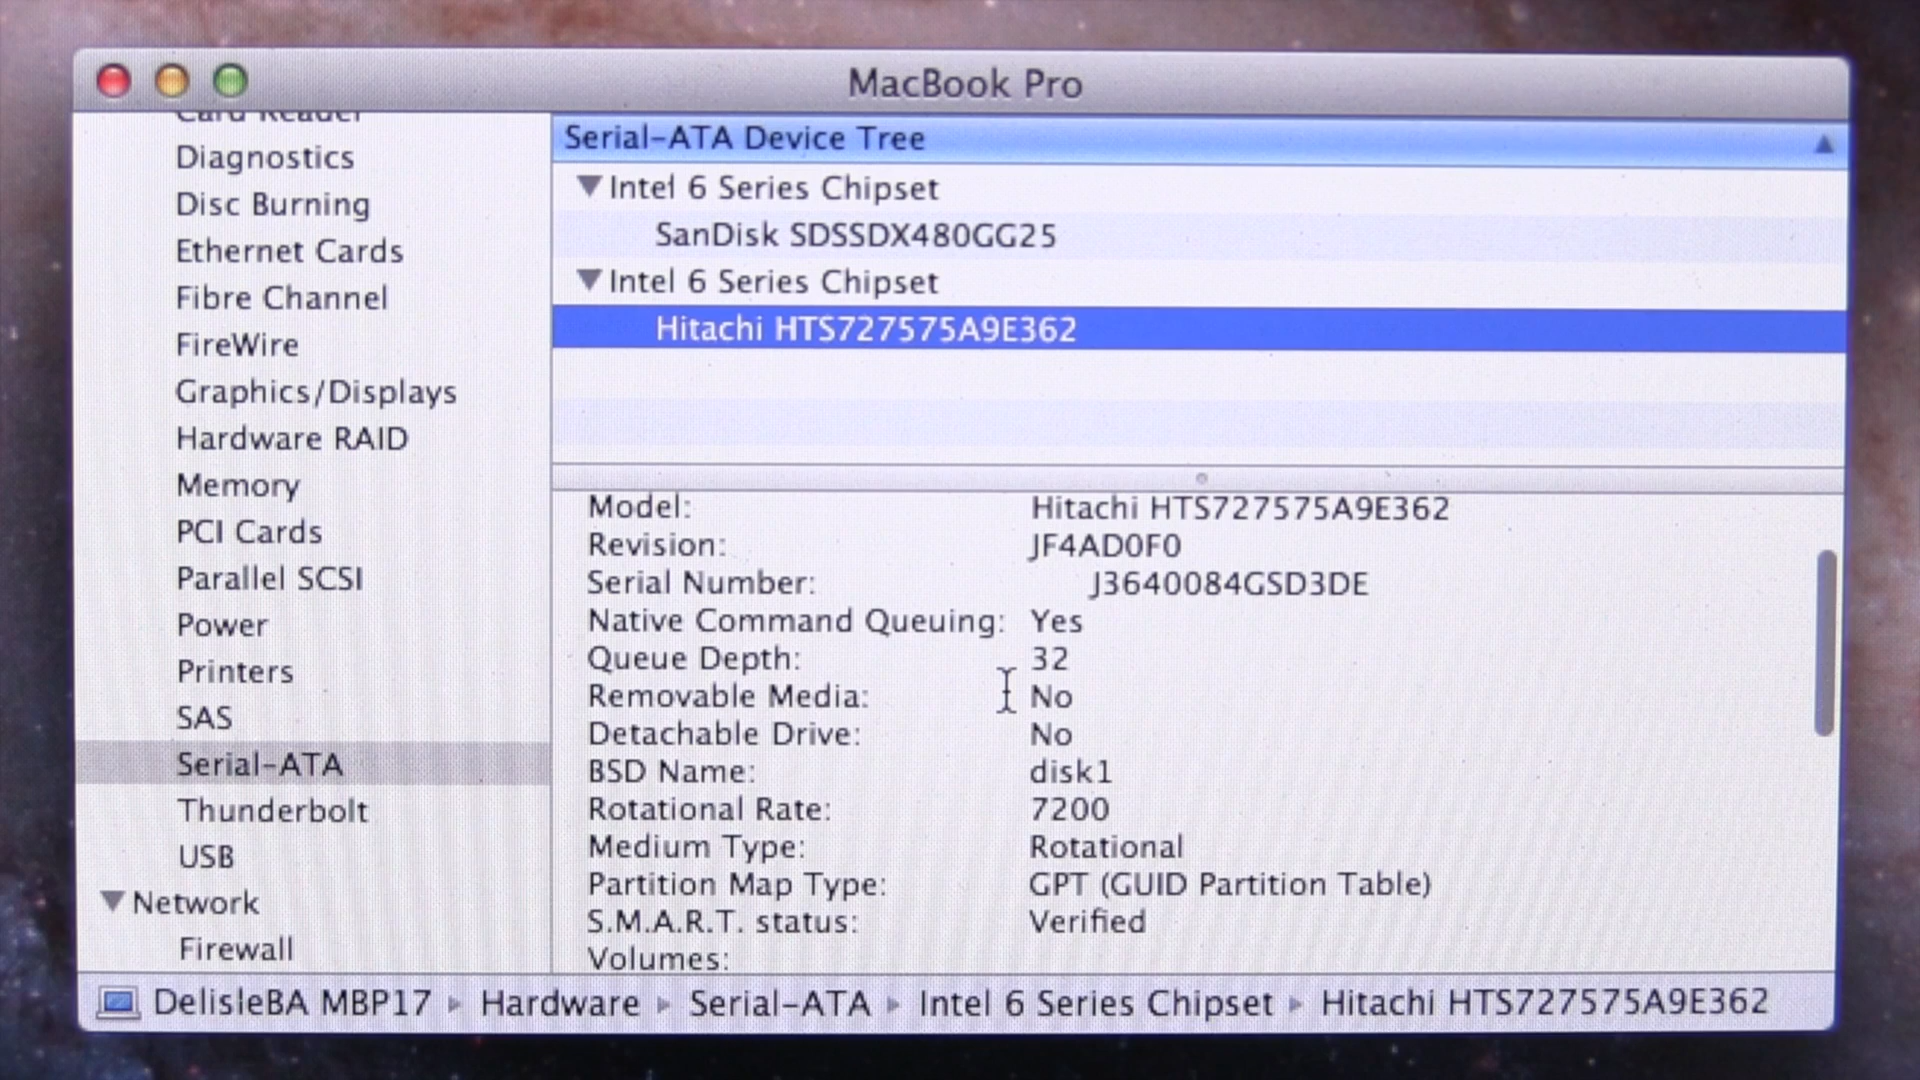 MacBook Pro
Card Reader
Diagnostics
Disc Burning
Ethernet Cards
Fibre Channel
FireWire
Graphics/Displays
Hardware RAID
Memory
PCI Cards
Parallel SCSI
Power
Printers
SAS
Serial-ATA
Thunderbolt
USB
Network
Firewall
Serial-ATA Device Tree
Intel 6 Series Chipset
SanDisk SDSSDX480GG25
Intel 6 Series Chipset
Hitachi HTS727575A9E362
Model: Hitachi HTS727575A9E362
Revision: JF4AD0F0
Serial Number: J3640084GSD3DE
Native Command Queuing: Yes
Queue Depth: 32
Removable Media: No
Detachable Drive: No
BSD Name: disk1
Rotational Rate: 7200
Medium Type: Rotational
Partition Map Type: GPT (GUID Partition Table)
S.M.A.R.T. status: Verified
Volumes:
DelisleBA MBP17 ▸ Hardware ▸ Serial-ATA ▸ Intel 6 Series Chipset ▸ Hitachi HTS727575A9E362